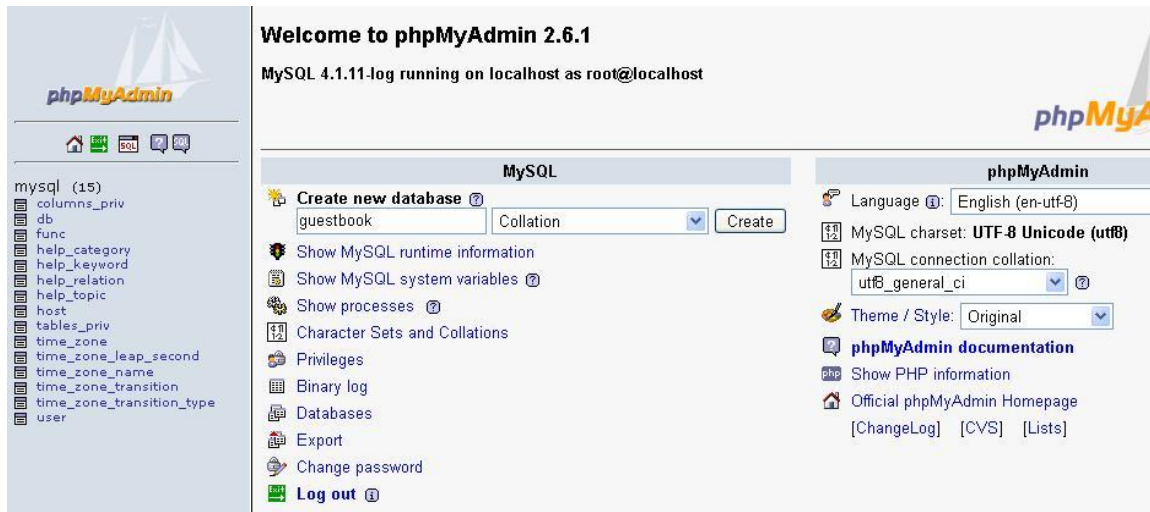 phpMyAdmin
Exit
SQL
?
SQL
mysql (15)
columns_priv
db
func
help_category
help_keyword
help_relation
help_topic
host
tables_priv
time_zone
time_zone_leap_second
time_zone_name
time_zone_transition
time_zone_transition_type
user
Welcome to phpMyAdmin 2.6.1
MySQL 4.1.11-log running on localhost as root@localhost
phpMyA
MySQL
Create new database ?
guestbook Collation Create
Show MySQL runtime information
Show MySQL system variables ?
Show processes ?
Character Sets and Collations
Privileges
Binary log
Databases
Export
Change password
Exit Log out i
phpMyAdmin
Language i: English (en-utf-8)
MySQL charset: UTF-8 Unicode (utf8)
MySQL connection collation:
utf8_general_ci ?
Theme / Style: Original
? phpMyAdmin documentation
php Show PHP information
Official phpMyAdmin Homepage
[ChangeLog] [CVS] [Lists]